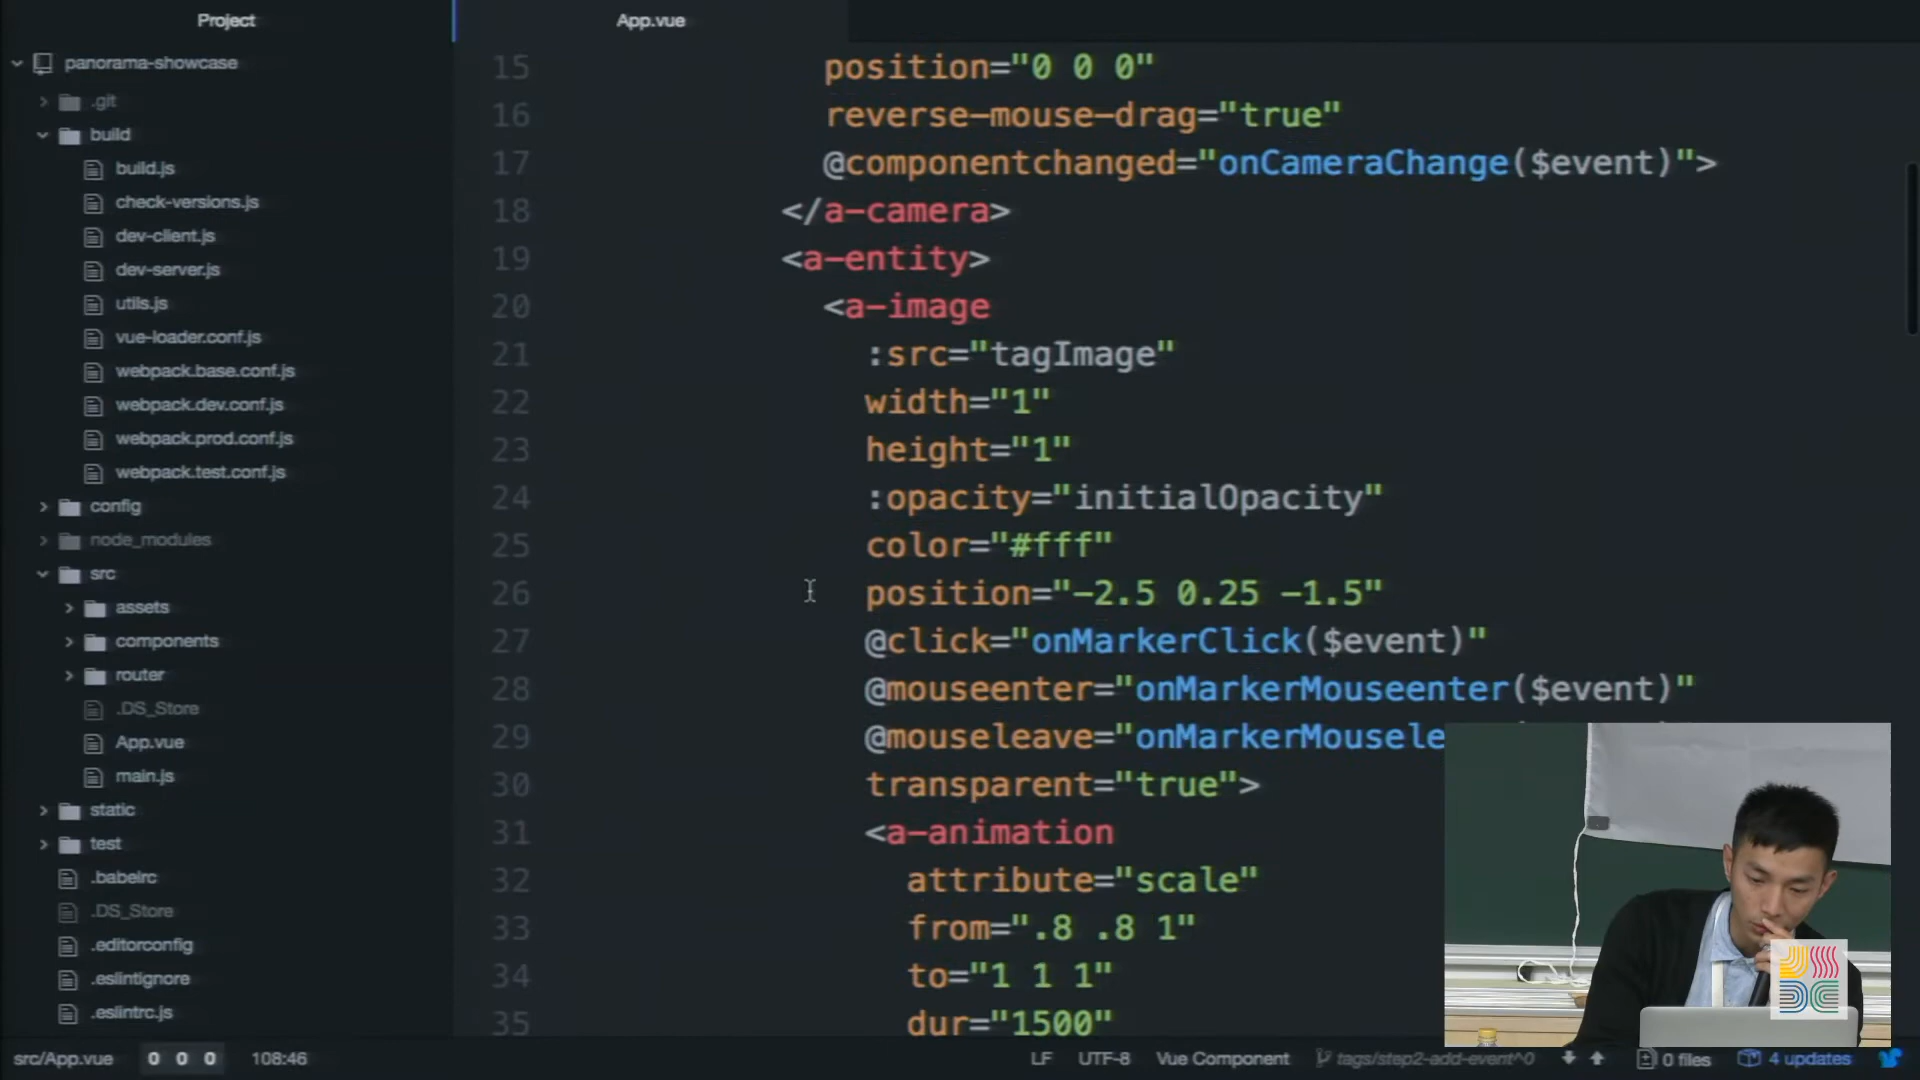 Project
App.vue
panorama-showcase
.git
build
build.js
check-versions.js
dev-client.js
dev-server.js
utils.js
vue-loader.conf.js
webpack.base.conf.js
webpack.dev.conf.js
webpack.prod.conf.js
webpack.test.conf.js
config
node_modules
src
assets
components
router
.DS_Store
App.vue
main.js
static
test
.babelrc
.DS_Store
.editorconfig
.eslintignore
.eslintrc.js
15 position="0 0 0"
16 reverse-mouse-drag="true"
17 @componentchanged="onCameraChange($event)">
18 </a-camera>
19 <a-entity>
20 <a-image
21 :src="tagImage"
22 width="1"
23 height="1"
24 :opacity="initialOpacity"
25 color="#fff"
26 position="-2.5 0.25 -1.5"
27 @click="onMarkerClick($event)"
28 @mouseenter="onMarkerMouseenter($event)"
29 @mouseleave="onMarkerMousele
30 transparent="true">
31 <a-animation
32 attribute="scale"
33 from=".8 .8 1"
34 to="1 1 1"
35 dur="1500"
JSDC
src/App.vue 0 0 0 108:46 LF UTF-8 Vue Component tags/step2-add-event^0 0 files 4 updates